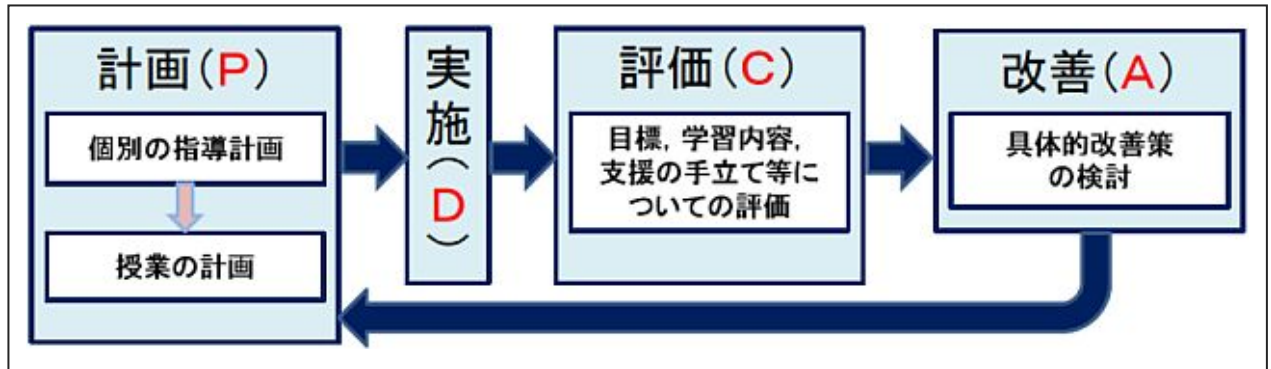 計画(P)
個別の指導計画
授業の計画
実施(D)
評価(C)
目標,学習内容,
支援の手立て等に
ついての評価
改善(A)
具体的改善策
の検討